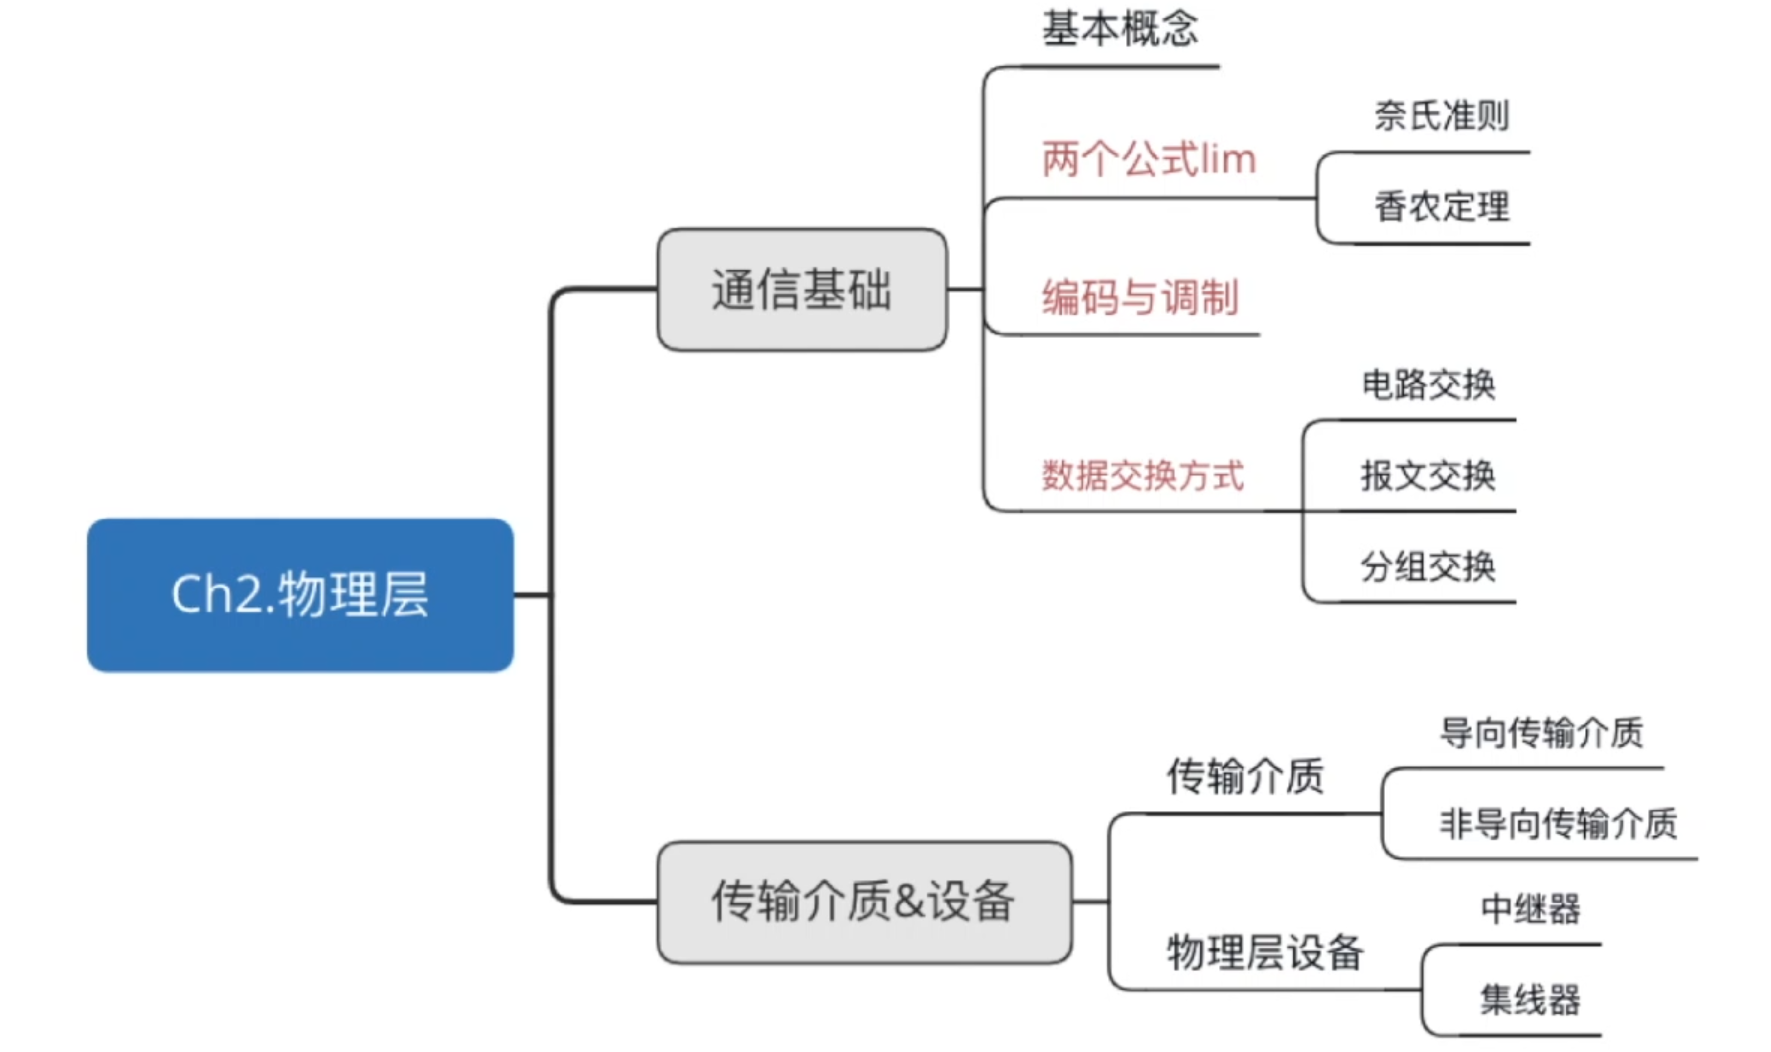 Ch2.物理层
通信基础
基本概念
两个公式lim
奈氏准则
香农定理
编码与调制
数据交换方式
电路交换
报文交换
分组交换
传输介质&设备
传输介质
导向传输介质
非导向传输介质
物理层设备
中继器
集线器